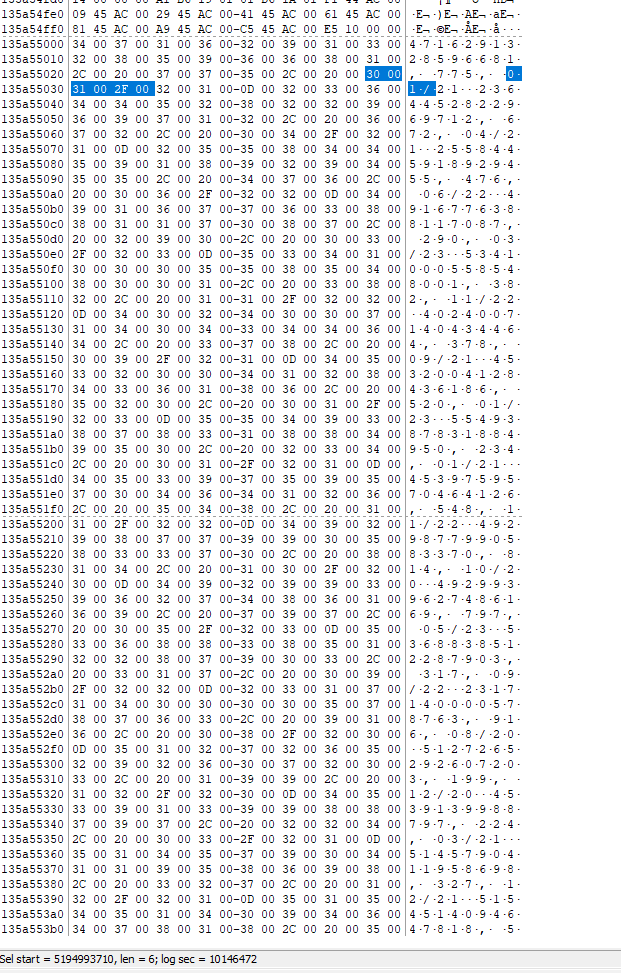 09 45 AC 00 29 45 AC 00-41 45 AC 00 61 45 AC 00 ·E¬·)E¬·AE¬·aE¬·
135a54ff0 81 45 AC 00 A9 45 AC 00-C5 45 AC 00 E5 10 00 00 ·E¬·©E¬·ÅE¬·å···
135a55000 34 00 37 00 31 00 36 00-32 00 39 00 31 00 33 00 4·7·1·6·2·9·1·3·
135a55010 32 00 38 00 35 00 39 00-36 00 36 00 38 00 31 00 2·8·5·9·6·6·8·1·
135a55020 2C 00 20 00 37 00 37 00-35 00 2C 00 20 00 30 00 ,· ·7·7·5·,· ·0·
135a55030 31 00 2F 00 32 00 31 00-0D 00 32 00 33 00 36 00 1·/·2·1···2·3·6·
135a55040 34 00 34 00 35 00 32 00-38 00 32 00 32 00 39 00 4·4·5·2·8·2·2·9·
135a55050 36 00 39 00 37 00 31 00-32 00 2C 00 20 00 36 00 6·9·7·1·2·,· ·6·
135a55060 37 00 32 00 2C 00 20 00-30 00 34 00 2F 00 32 00 7·2·,· ·0·4·/·2·
135a55070 31 00 0D 00 32 00 35 00-35 00 38 00 34 00 34 00 1···2·5·5·8·4·4·
135a55080 35 00 39 00 31 00 38 00-39 00 32 00 39 00 34 00 5·9·1·8·9·2·9·4·
135a55090 35 00 35 00 2C 00 20 00-34 00 37 00 36 00 2C 00 5·5·,· ·4·7·6·,·
135a550a0 20 00 30 00 36 00 2F 00-32 00 32 00 0D 00 34 00  ·0·6·/·2·2···4·
135a550b0 39 00 31 00 36 00 37 00-37 00 36 00 33 00 38 00 9·1·6·7·7·6·3·8·
135a550c0 38 00 31 00 31 00 37 00-30 00 38 00 37 00 2C 00 8·1·1·7·0·8·7·,·
135a550d0 20 00 32 00 39 00 30 00-2C 00 20 00 30 00 33 00  ·2·9·0·,· ·0·3·
135a550e0 2F 00 32 00 33 00 0D 00-35 00 33 00 34 00 31 00 /·2·3···5·3·4·1·
135a550f0 30 00 30 00 30 00 35 00-35 00 38 00 35 00 34 00 0·0·0·5·5·8·5·4·
135a55100 38 00 30 00 30 00 31 00-2C 00 20 00 33 00 38 00 8·0·0·1·,· ·3·8·
135a55110 32 00 2C 00 20 00 31 00-31 00 2F 00 32 00 32 00 2·,· ·1·1·/·2·2·
135a55120 0D 00 34 00 30 00 32 00-34 00 30 00 30 00 37 00 ··4·0·2·4·0·0·7·
135a55130 31 00 34 00 30 00 34 00-33 00 34 00 34 00 36 00 1·4·0·4·3·4·4·6·
135a55140 34 00 2C 00 20 00 33 00-37 00 38 00 2C 00 20 00 4·,· ·3·7·8·,· ·
135a55150 30 00 39 00 2F 00 32 00-31 00 0D 00 34 00 35 00 0·9·/·2·1···4·5·
135a55160 33 00 32 00 30 00 30 00-34 00 31 00 32 00 38 00 3·2·0·0·4·1·2·8·
135a55170 34 00 33 00 36 00 31 00-38 00 36 00 2C 00 20 00 4·3·6·1·8·6·,· ·
135a55180 35 00 32 00 30 00 2C 00-20 00 30 00 31 00 2F 00 5·2·0·,· ·0·1·/·
135a55190 32 00 33 00 0D 00 35 00-35 00 34 00 39 00 33 00 2·3···5·5·4·9·3·
135a551a0 38 00 37 00 38 00 33 00-31 00 38 00 38 00 34 00 8·7·8·3·1·8·8·4·
135a551b0 39 00 35 00 30 00 2C 00-20 00 32 00 33 00 34 00 9·5·0·,· ·2·3·4·
135a551c0 2C 00 20 00 30 00 31 00-2F 00 32 00 31 00 0D 00 ,· ·0·1·/·2·1···
135a551d0 34 00 35 00 33 00 39 00-37 00 35 00 39 00 35 00 4·5·3·9·7·5·9·5·
135a551e0 37 00 30 00 34 00 36 00-34 00 31 00 32 00 36 00 7·0·4·6·4·1·2·6·
135a551f0 2C 00 20 00 35 00 34 00-38 00 2C 00 20 00 31 00 ,· ·5·4·8·,· ·1·
135a55200 31 00 2F 00 32 00 32 00-0D 00 34 00 39 00 32 00 1·/·2·2···4·9·2·
135a55210 39 00 38 00 37 00 37 00-39 00 39 00 30 00 35 00 9·8·7·7·9·9·0·5·
135a55220 38 00 33 00 33 00 37 00-30 00 2C 00 20 00 38 00 8·3·3·7·0·,· ·8·
135a55230 31 00 34 00 2C 00 20 00-31 00 30 00 2F 00 32 00 1·4·,· ·1·0·/·2·
135a55240 30 00 0D 00 34 00 39 00-32 00 39 00 39 00 33 00 0···4·9·2·9·9·3·
135a55250 39 00 36 00 32 00 37 00-34 00 38 00 36 00 31 00 9·6·2·7·4·8·6·1·
135a55260 36 00 39 00 2C 00 20 00-37 00 39 00 37 00 2C 00 6·9·,· ·7·9·7·,·
135a55270 20 00 30 00 35 00 2F 00-32 00 33 00 0D 00 35 00  ·0·5·/·2·3···5·
135a55280 33 00 36 00 38 00 38 00-33 00 38 00 35 00 31 00 3·6·8·8·3·8·5·1·
135a55290 32 00 32 00 38 00 37 00-39 00 30 00 33 00 2C 00 2·2·8·7·9·0·3·,·
135a552a0 20 00 33 00 31 00 37 00-2C 00 20 00 30 00 39 00  ·3·1·7·,· ·0·9·
135a552b0 2F 00 32 00 32 00 0D 00-32 00 33 00 31 00 37 00 /·2·2···2·3·1·7·
135a552c0 31 00 34 00 30 00 30 00-30 00 30 00 35 00 37 00 1·4·0·0·0·0·5·7·
135a552d0 38 00 37 00 36 00 33 00-2C 00 20 00 39 00 31 00 8·7·6·3·,· ·9·1·
135a552e0 36 00 2C 00 20 00 30 00-38 00 2F 00 32 00 30 00 6·,· ·0·8·/·2·0·
135a552f0 0D 00 35 00 31 00 32 00-37 00 32 00 36 00 35 00 ··5·1·2·7·2·6·5·
135a55300 32 00 39 00 32 00 36 00-30 00 37 00 32 00 30 00 2·9·2·6·0·7·2·0·
135a55310 33 00 2C 00 20 00 31 00-39 00 39 00 2C 00 20 00 3·,· ·1·9·9·,· ·
135a55320 31 00 32 00 2F 00 32 00-30 00 0D 00 34 00 35 00 1·2·/·2·0···4·5·
135a55330 33 00 39 00 31 00 33 00-39 00 39 00 38 00 38 00 3·9·1·3·9·9·8·8·
135a55340 37 00 39 00 37 00 2C 00-20 00 32 00 32 00 34 00 7·9·7·,· ·2·2·4·
135a55350 2C 00 20 00 30 00 33 00-2F 00 32 00 31 00 0D 00 ,· ·0·3·/·2·1···
135a55360 35 00 31 00 34 00 35 00-37 00 39 00 30 00 34 00 5·1·4·5·7·9·0·4·
135a55370 31 00 31 00 39 00 35 00-38 00 36 00 39 00 38 00 1·1·9·5·8·6·9·8·
135a55380 2C 00 20 00 33 00 32 00-37 00 2C 00 20 00 31 00 ,· ·3·2·7·,· ·1·
135a55390 32 00 2F 00 32 00 31 00-0D 00 35 00 31 00 35 00 2·/·2·1···5·1·5·
135a553a0 34 00 35 00 31 00 34 00-30 00 39 00 34 00 36 00 4·5·1·4·0·9·4·6·
135a553b0 34 00 37 00 38 00 31 00-38 00 2C 00 20 00 35 00 4·7·8·1·8·,· ·5·
Sel start = 5194993710, len = 6; log sec = 10146472